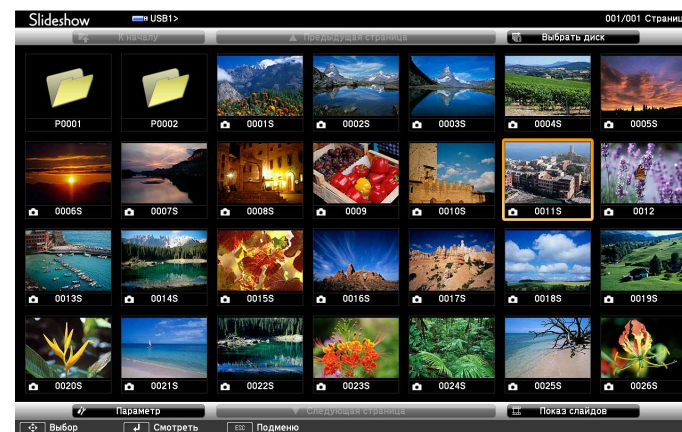 Slideshow USB1> 001/001 Страниц
К началу Предыдущая страница Выбрать диск
P0001 P0002 0001S 0002S 0003S 0004S 0005S
0006S 0007S 0008S 0009 0010S 0011S 0012
0013S 0014S 0015S 0016S 0017S 0018S 0019S
0020S 0021S 0022S 0023S 0024S 0025S 0026S
Параметр Следующая страница Показ слайдов
Выбор Смотреть ESC Подменю